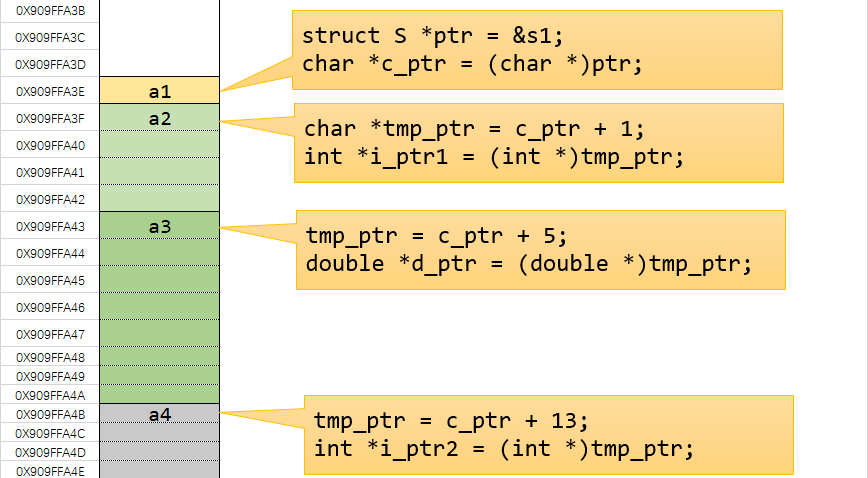 0X909FFA3B
0X909FFA3C
struct S *ptr = &s1;
char *c_ptr = (char *)ptr;
0X909FFA3D
0X909FFA3E a1
0X909FFA3F a2
char *tmp_ptr = c_ptr + 1;
int *i_ptr1 = (int *)tmp_ptr;
0X909FFA40
0X909FFA41
0X909FFA42
0X909FFA43 a3
tmp_ptr = c_ptr + 5;
double *d_ptr = (double *)tmp_ptr;
0X909FFA44
0X909FFA45
0X909FFA46
0X909FFA47
0X909FFA48
0X909FFA49
0X909FFA4A
0X909FFA4B a4
tmp_ptr = c_ptr + 13;
int *i_ptr2 = (int *)tmp_ptr;
0X909FFA4C
0X909FFA4D
0X909FFA4E